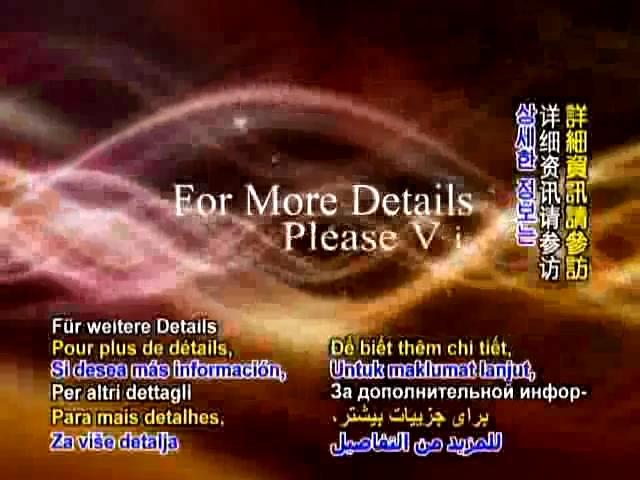 For More Details
Please Vi
詳細資訊請參訪
详细资讯请参访
상세한 정보는
Für weitere Details
Pour plus de détails,
Si desea más información,
Per altri dettagli
Para mais detalhes,
Za više detalja
Để biết thêm chi tiết,
Untuk maklumat lanjut,
За дополнительной инфор-
برای جزییات بیشتر،
للمزيد من التفاصيل